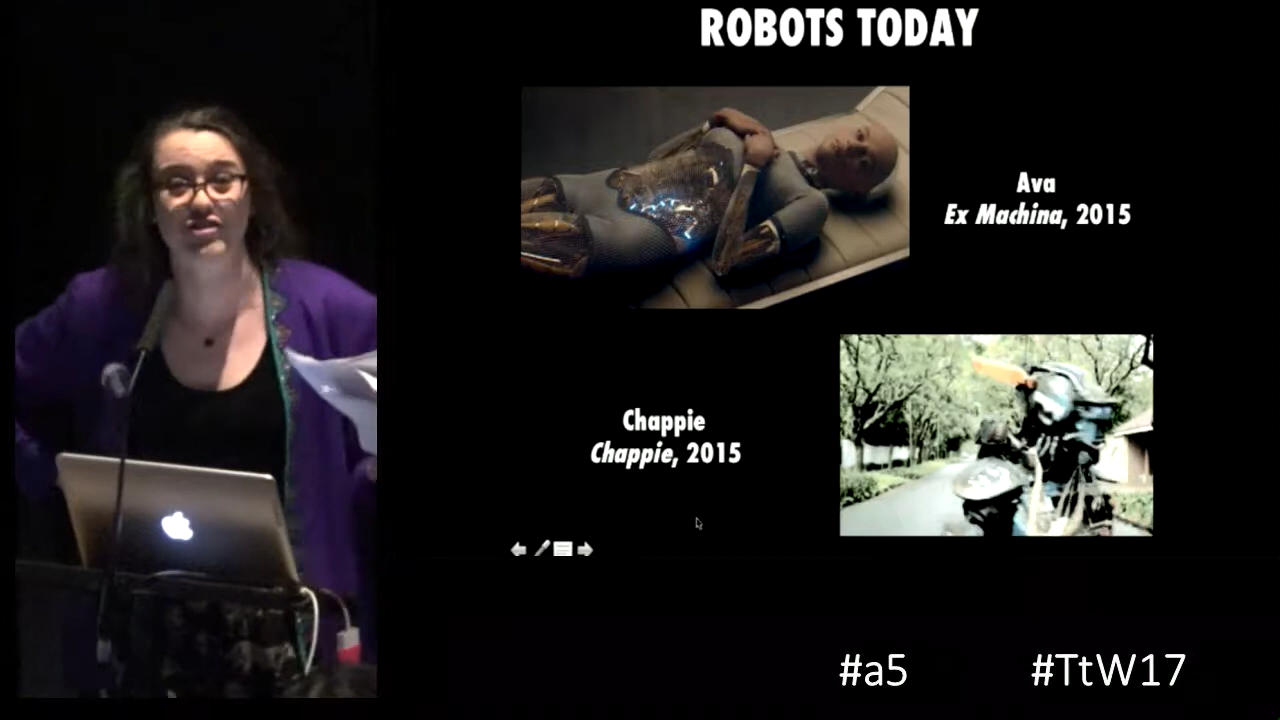 ROBOTS TODAY
Ava
Ex Machina, 2015
Chappie
Chappie, 2015
#a5
#TtW17